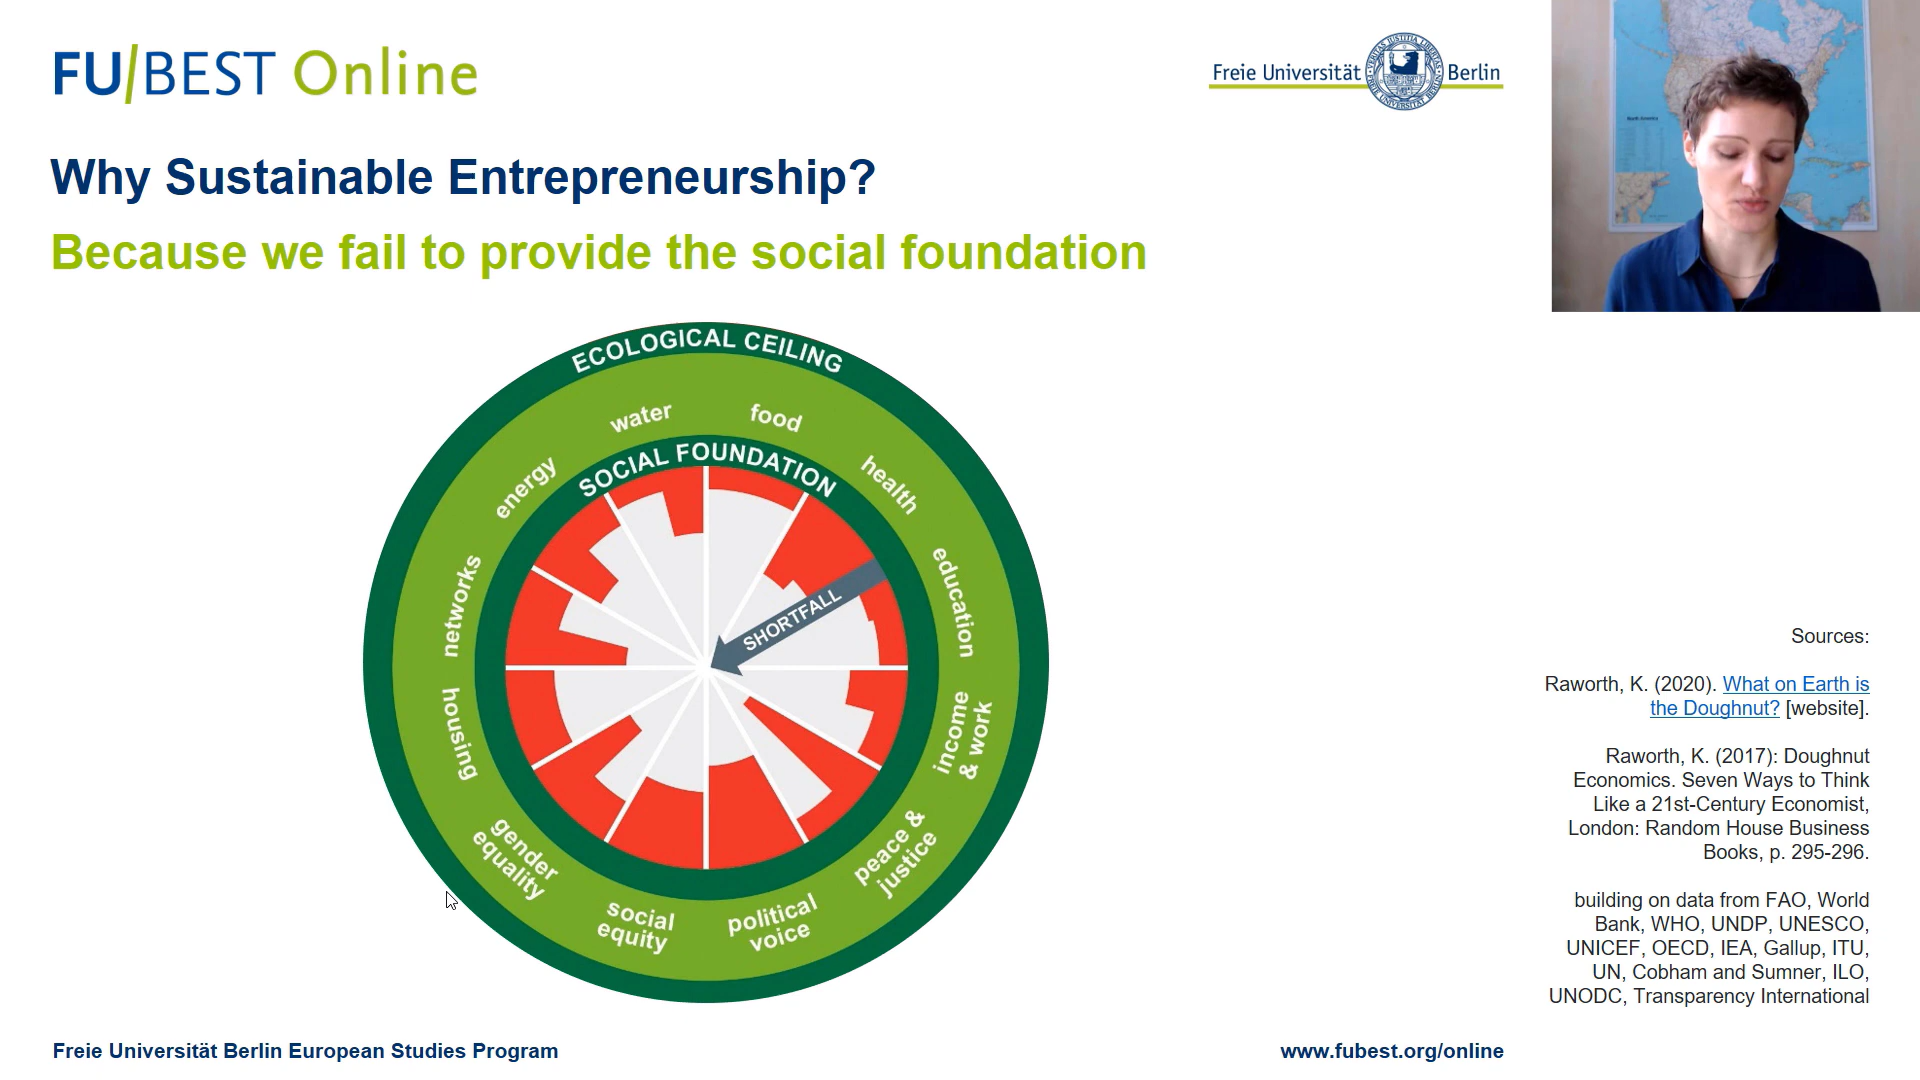 FU/BEST Online
Freie Universität Berlin
Why Sustainable Entrepreneurship?
Because we fail to provide the social foundation
ECOLOGICAL CEILING
water
food
energy
SOCIAL FOUNDATION
health
networks
education
SHORTFALL
housing
income
& work
gender
equality
peace &
justice
social
equity
political
voice
Sources:
Raworth, K. (2020). What on Earth is
the Doughnut? [website].
Raworth, K. (2017): Doughnut
Economics. Seven Ways to Think
Like a 21st-Century Economist,
London: Random House Business
Books, p. 295-296.
building on data from FAO, World
Bank, WHO, UNDP, UNESCO,
UNICEF, OECD, IEA, Gallup, ITU,
UN, Cobham and Sumner, ILO,
UNODC, Transparency International
Freie Universität Berlin European Studies Program
www.fubest.org/online